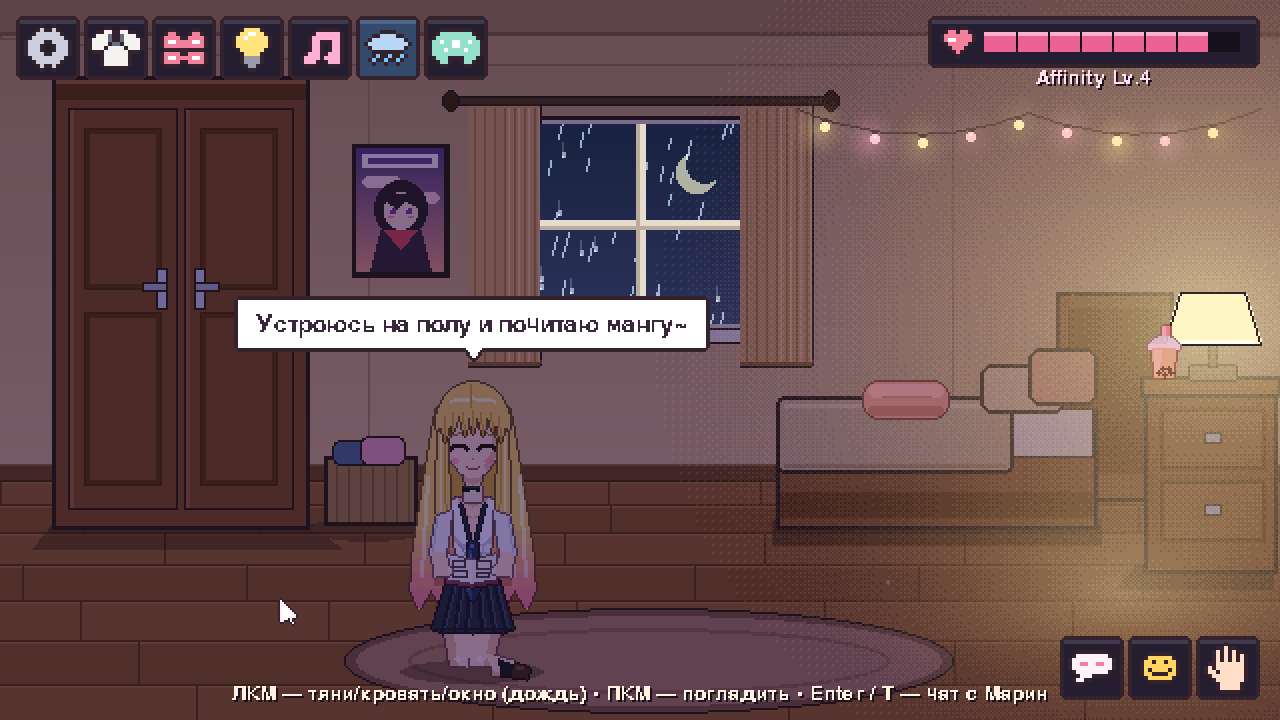 Affinity Lv.4
Устроюсь на полу и почитаю мангу~
ЛКМ — тяни/кровать/окно (дождь) • ПКМ — погладить • Enter / T — чат с Марин